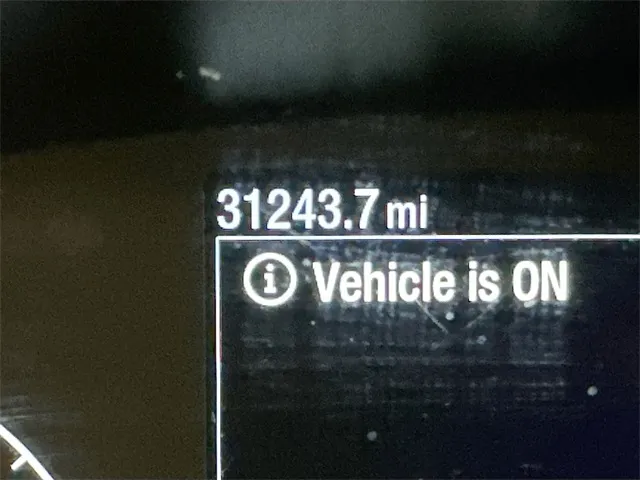 31243.7 mi
i Vehicle is ON